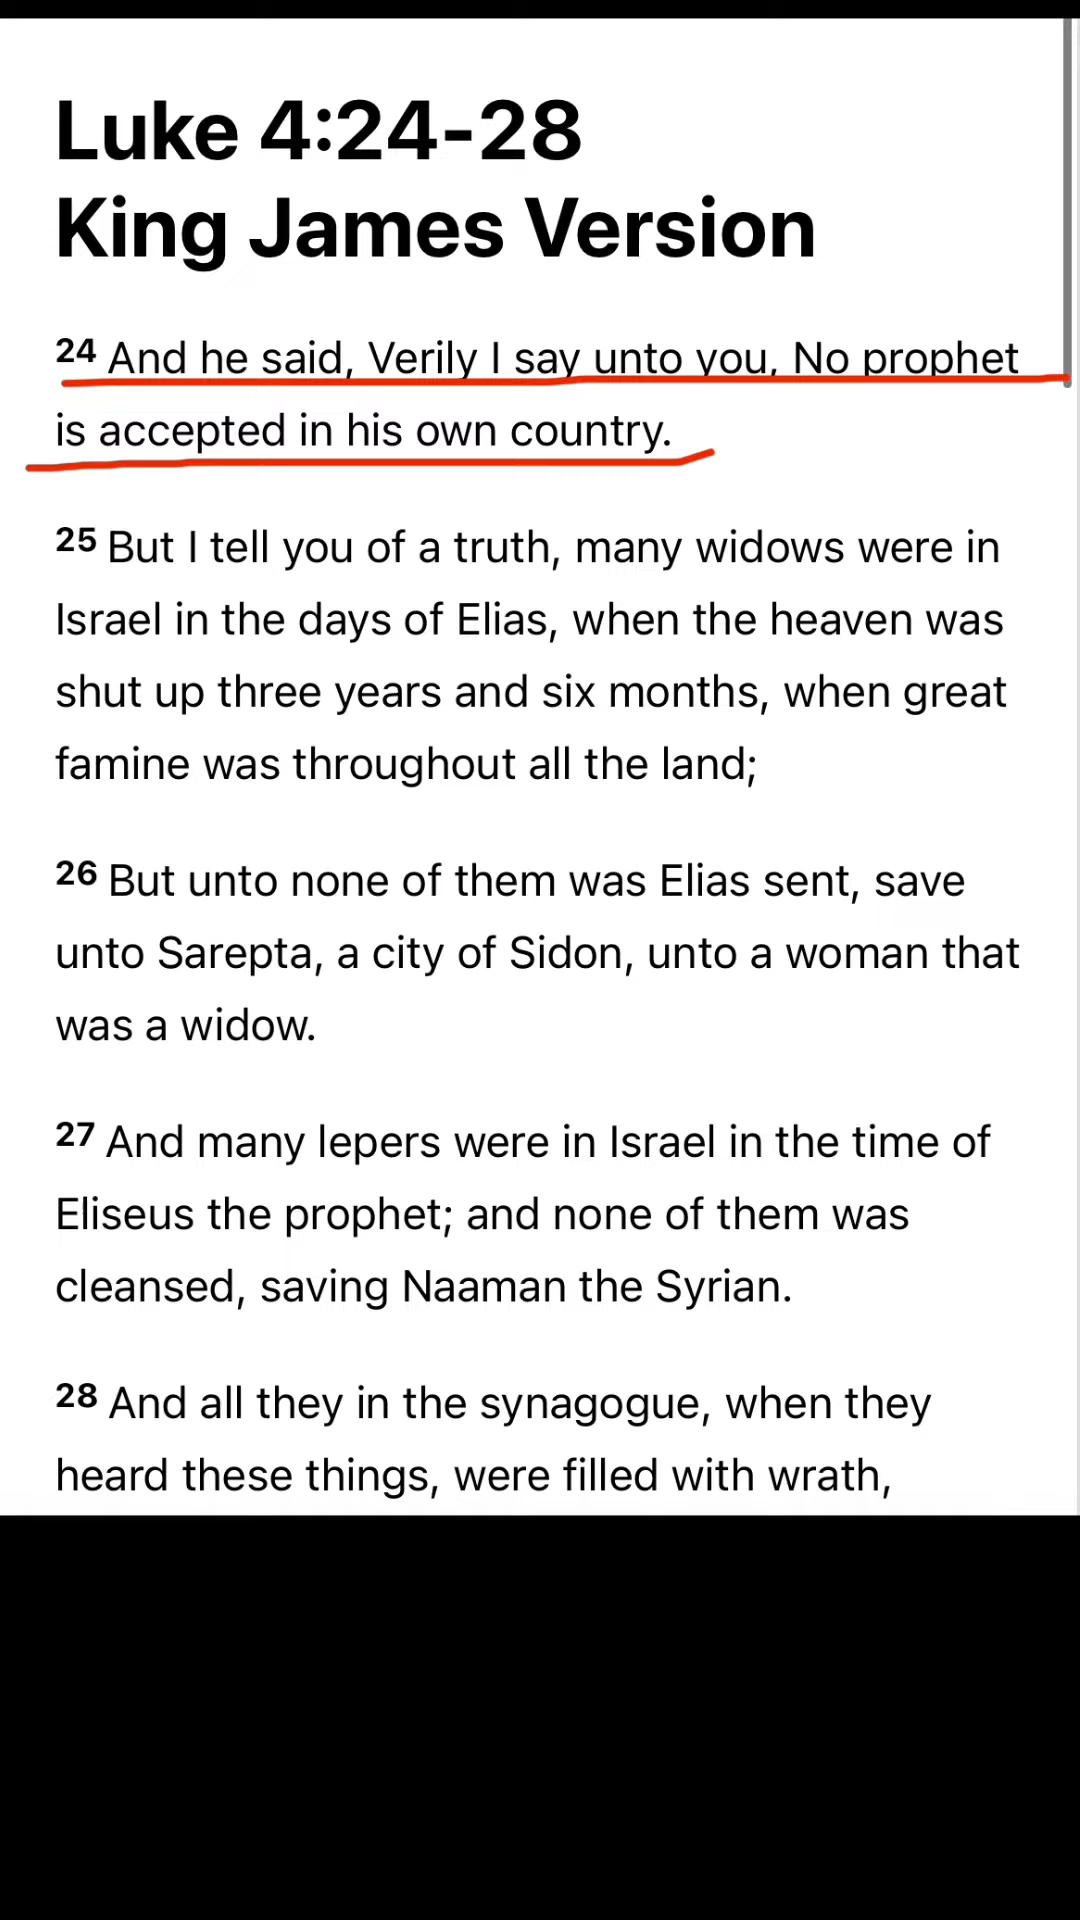 Luke 4:24-28
King James Version
24 And he said, Verily I say unto you, No prophet
is accepted in his own country.
25 But I tell you of a truth, many widows were in
Israel in the days of Elias, when the heaven was
shut up three years and six months, when great
famine was throughout all the land;
26 But unto none of them was Elias sent, save
unto Sarepta, a city of Sidon, unto a woman that
was a widow.
27 And many lepers were in Israel in the time of
Eliseus the prophet; and none of them was
cleansed, saving Naaman the Syrian.
28 And all they in the synagogue, when they
heard these things, were filled with wrath,